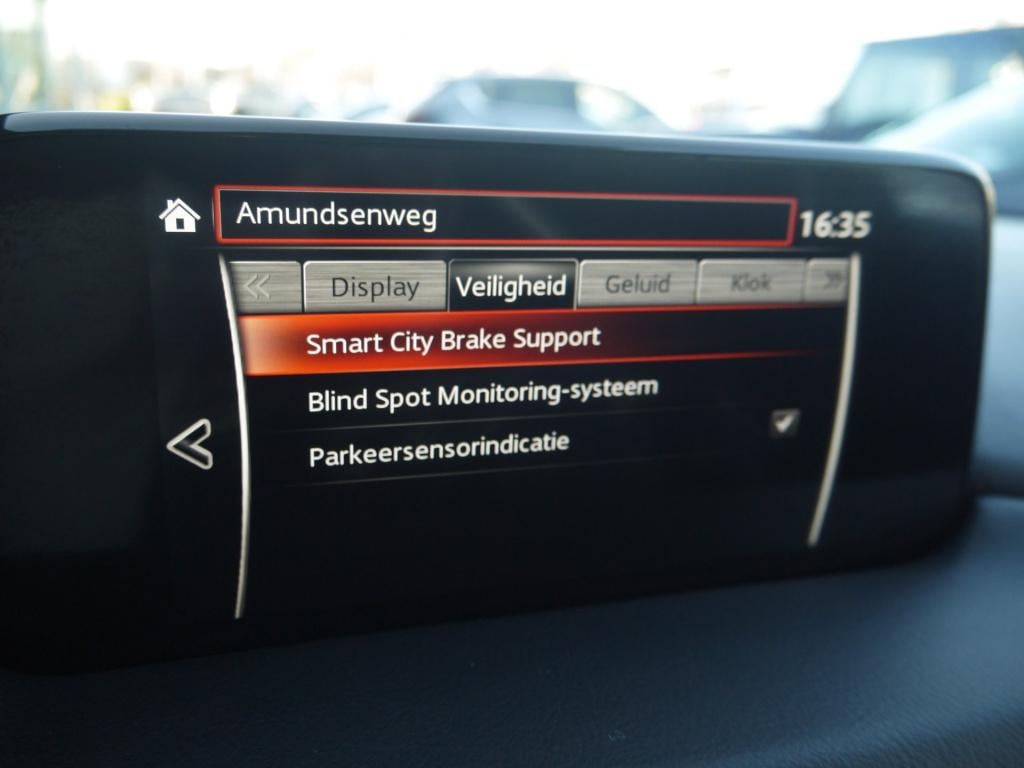 Amundsenweg 16:35
Display Veiligheid Geluid Klok
Smart City Brake Support
Blind Spot Monitoring-systeem
Parkeersensorindicatie